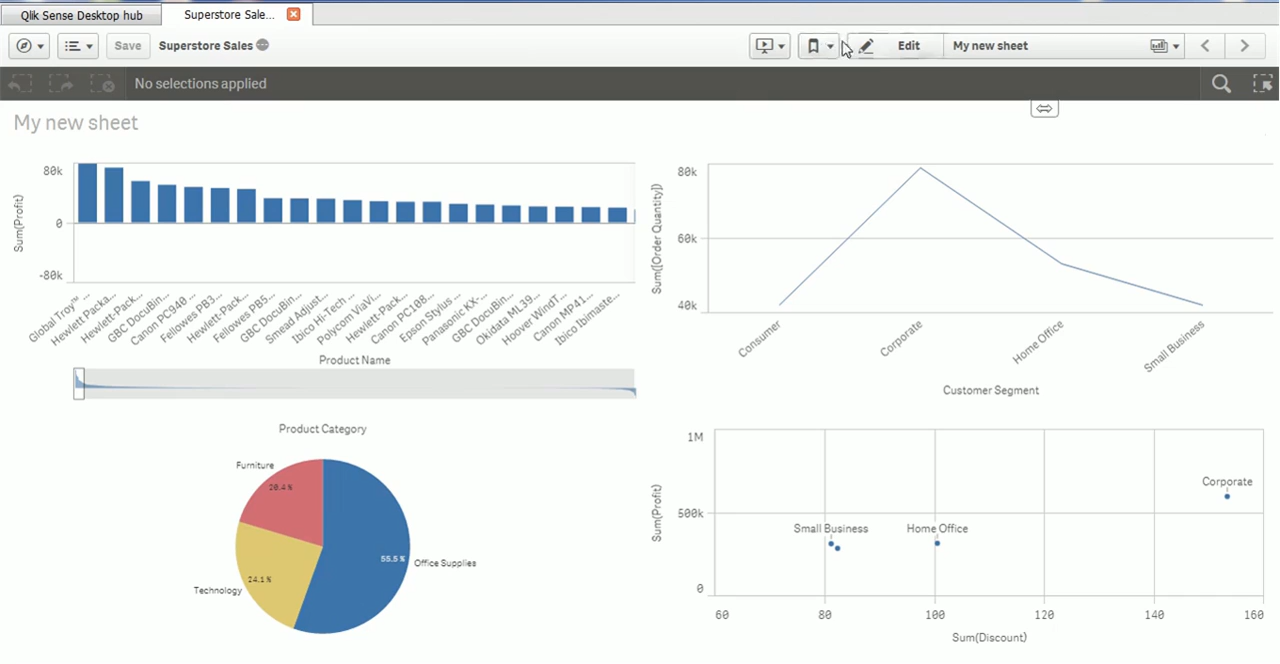 Qlik Sense Desktop hub
Superstore Sale...
Save
Superstore Sales
Edit
My new sheet
No selections applied
My new sheet
80k
0
-80k
Sum(Profit)
Global Troy™ ...
Hewlett Packa...
Hewlett-Pack...
GBC DocuBin...
Canon PC940 ...
Fellowes PB3...
Hewlett-Pack...
Fellowes PB5...
GBC DocuBin...
Smead Adjust...
Ibico Hi-Tech ...
Polycom ViaVi...
Hewlett-Pack...
Canon PC108...
Epson Stylus ...
Panasonic KX-...
GBC DocuBin...
Okidata ML39...
Hoover WindT...
Canon MP41...
Ibico Ibimaste...
Product Name
80k
60k
40k
Sum([Order Quantity])
Consumer
Corporate
Home Office
Small Business
Customer Segment
Product Category
Furniture
20.4 %
55.5 %
Office Supplies
24.1 %
Technology
1M
500k
0
Sum(Profit)
Corporate
Small Business
Home Office
60
80
100
120
140
160
Sum(Discount)